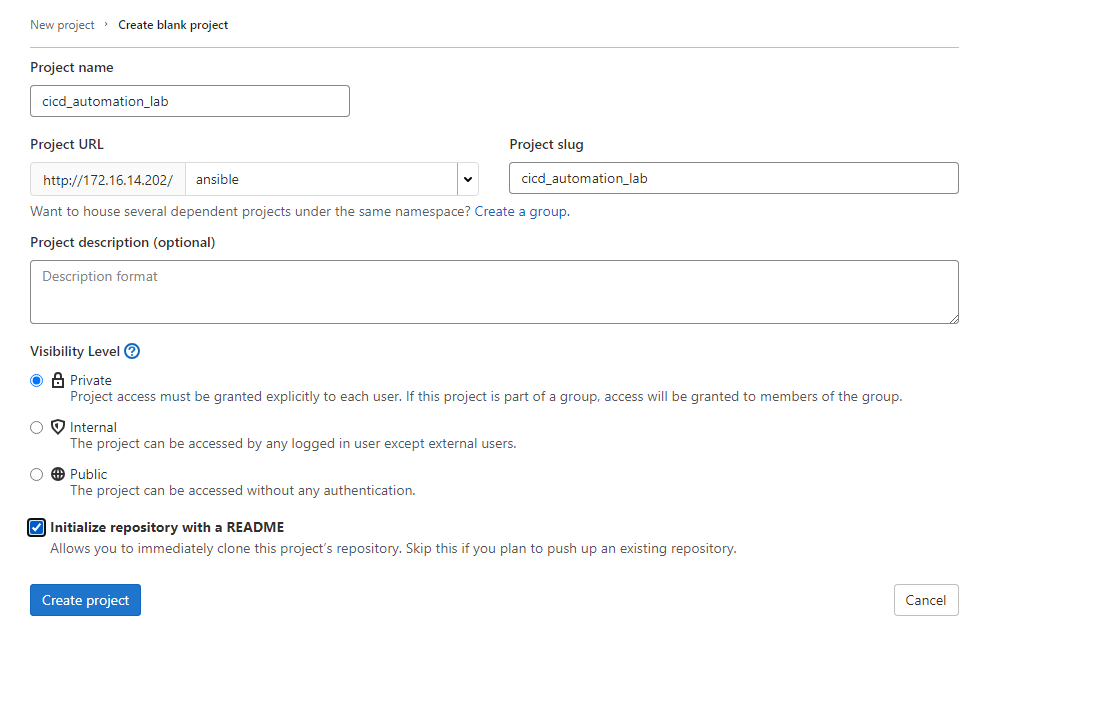 New project › Create blank project
Project name
cicd_automation_lab
Project URL
Project slug
http://172.16.14.202/ ansible
cicd_automation_lab
Want to house several dependent projects under the same namespace? Create a group.
Project description (optional)
Description format
Visibility Level ?
Private
Project access must be granted explicitly to each user. If this project is part of a group, access will be granted to members of the group.
Internal
The project can be accessed by any logged in user except external users.
Public
The project can be accessed without any authentication.
Initialize repository with a README
Allows you to immediately clone this project’s repository. Skip this if you plan to push up an existing repository.
Create project
Cancel